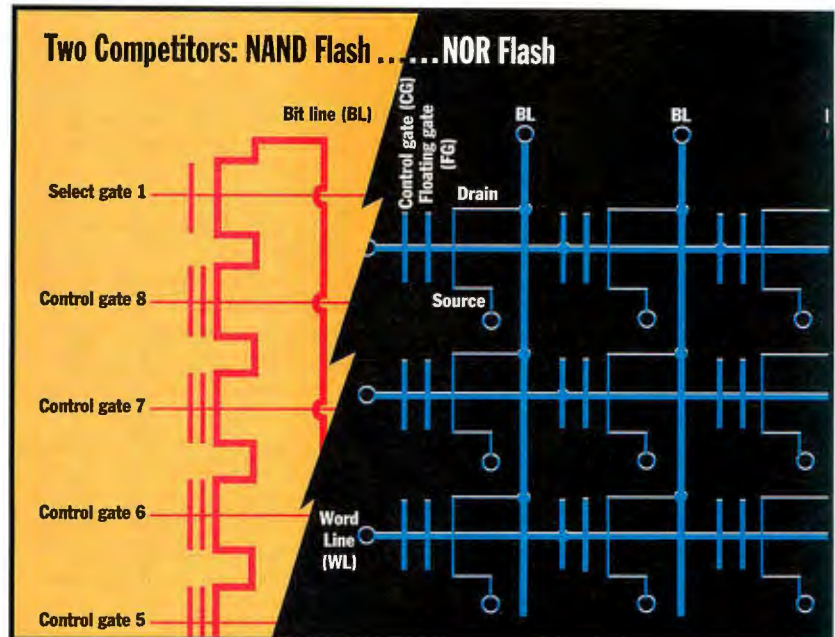 Two Competitors: NAND Flash ......NOR Flash
Bit line (BL)
Select gate 1
Control gate 8
Control gate 7
Control gate 6
Control gate 5
Control gate (CG)
Floating gate
(FG)
BL
BL
Drain
Source
Word
Line
(WL)